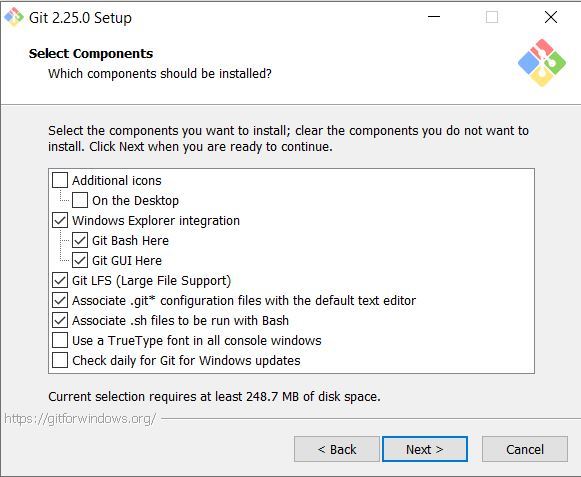 Git 2.25.0 Setup
Select Components
Which components should be installed?
Select the components you want to install; clear the components you do not want to
install. Click Next when you are ready to continue.
Additional icons
On the Desktop
Windows Explorer integration
Git Bash Here
Git GUI Here
Git LFS (Large File Support)
Associate .git* configuration files with the default text editor
Associate .sh files to be run with Bash
Use a TrueType font in all console windows
Check daily for Git for Windows updates
Current selection requires at least 248.7 MB of disk space.
https://gitforwindows.org/
< Back Next > Cancel